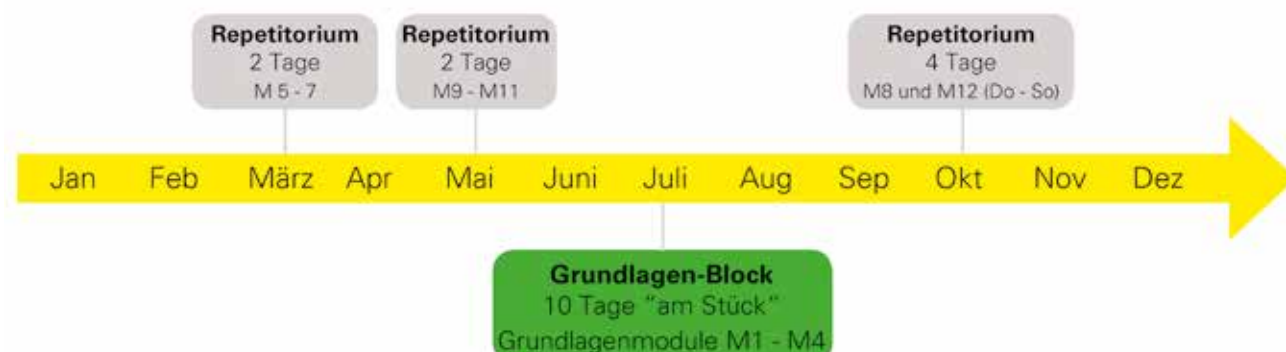 Repetitorium
2 Tage
M 5 - 7
Repetitorium
2 Tage
M9 - M11
Repetitorium
4 Tage
M8 und M12 (Do - So)
Jan Feb März Apr Mai Juni Juli Aug Sep Okt Nov Dez
Grundlagen-Block
10 Tage "am Stück"
Grundlagenmodule M1 - M4